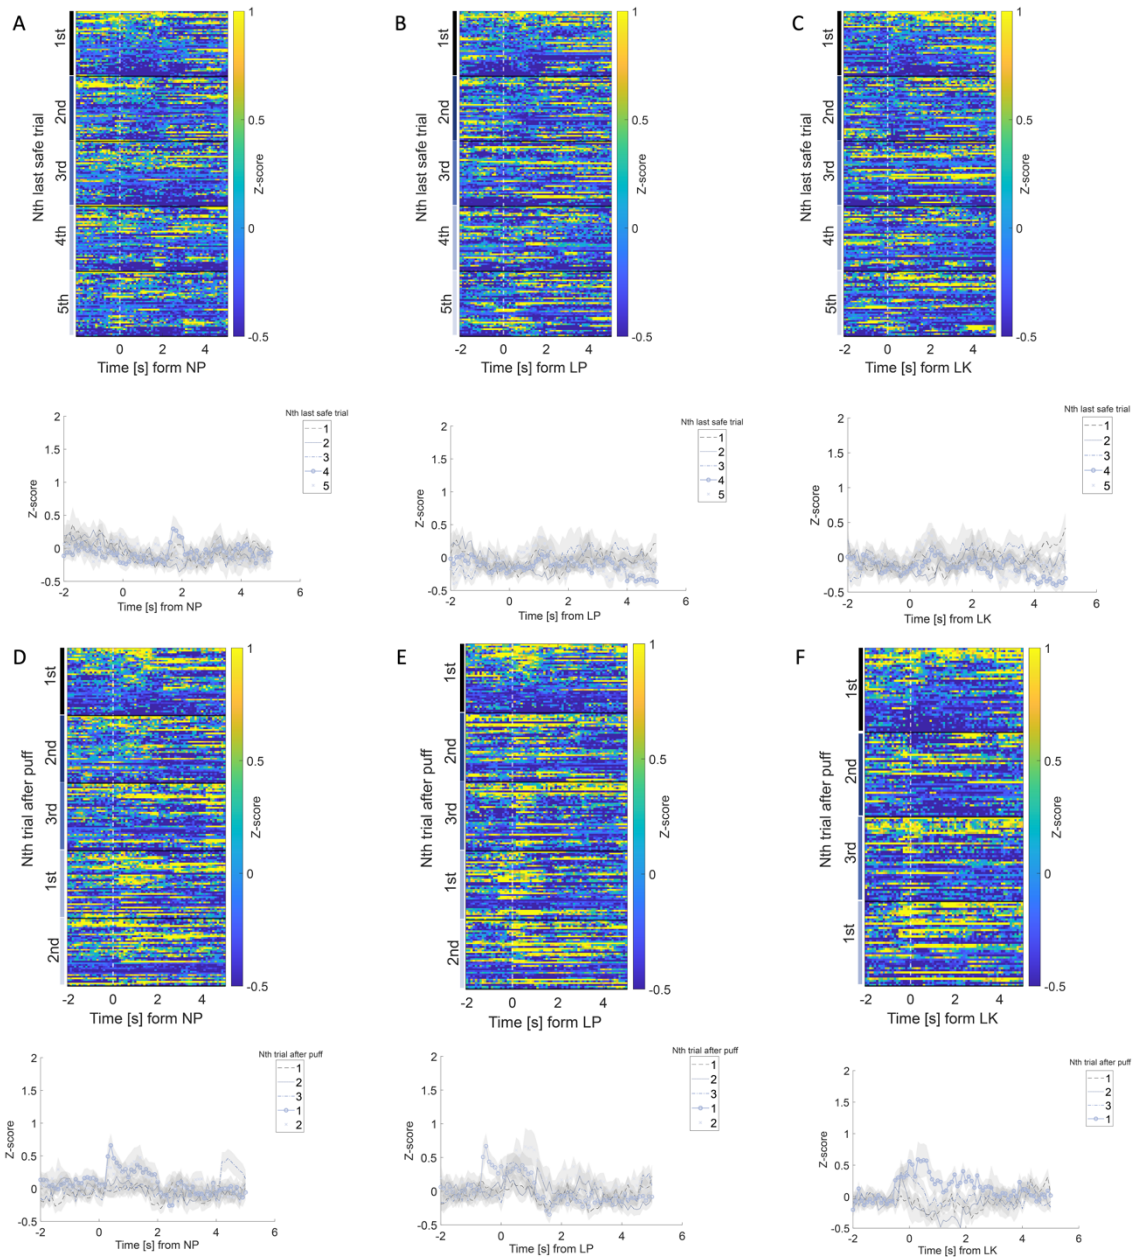 A
Nth last safe trial
1st
2nd
3rd
4th
5th
0
2
4
Time [s] form NP
1
0.5
0
-0.5
Z-score
B
Nth last safe trial
1st
2nd
3rd
4th
5th
-2
0
2
4
Time [s] form LP
1
0.5
0
-0.5
Z-score
C
Nth last safe trial
1st
2nd
3rd
4th
5th
-2
0
2
4
Time [s] form LK
1
0.5
0
-0.5
Z-score
2
1.5
1
0.5
0
-0.5
Z-score
-2
0
2
4
6
Time [s] from NP
Nth last safe trial
1
2
3
4
5
2
1.5
1
0.5
0
-0.5
Z-score
-2
0
2
4
6
Time [s] from LP
Nth last safe trial
1
2
3
4
5
2
1.5
1
0.5
0
-0.5
Z-score
-2
0
2
4
6
Time [s] from LK
Nth last safe trial
1
2
3
4
5
D
Nth trial after puff
1st
2nd
3rd
1st
2nd
-2
0
2
4
Time [s] form NP
1
0.5
0
-0.5
Z-score
E
Nth trial after puff
1st
2nd
3rd
1st
2nd
-2
0
2
4
Time [s] form LP
1
0.5
0
-0.5
Z-score
F
Nth trial after puff
1st
2nd
3rd
1st
-2
0
2
4
Time [s] form LK
1
0.5
0
-0.5
Z-score
2
1.5
1
0.5
0
-0.5
Z-score
-2
0
2
4
6
Time [s] from NP
Nth trial after puff
1
2
3
1
2
2
1.5
1
0.5
0
-0.5
Z-score
-2
0
2
4
6
Time [s] from LP
Nth trial after puff
1
2
3
1
2
2
1.5
1
0.5
0
-0.5
Z-score
-2
0
2
4
6
Time [s] from LK
Nth trial after puff
1
2
3
1